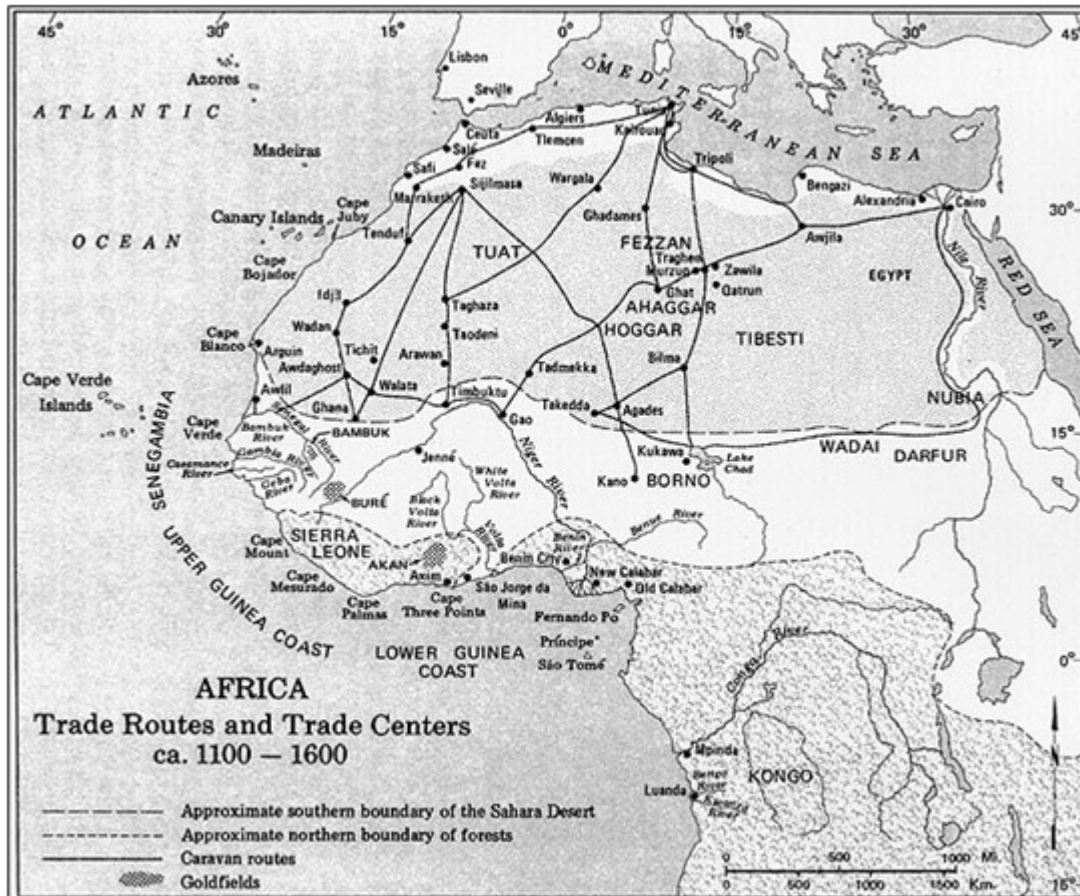 45°
15°
0°
15°
30°
45°
Lisbon
Azores
Seville
MEDITERRANEAN SEA
ATLANTIC
Algiers
Tunis
Ceuta
Tlemcen
Kairouan
Madeiras
Salé
Fez
Safi
Tripoli
Sijilmasa
Wargala
Bengazi
Marrakesh
Alexandria
Cairo
Cape
Juby
Canary Islands
Ghadames
30°
OCEAN
Tenduf
TUAT
FEZZAN
Awjila
Cape
Bojador
Traghen
Murzuq
Zawila
EGYPT
Nile
River
RED SEA
Ghat
Qatrun
Idjil
Taghaza
AHAGGAR
HOGGAR
TIBESTI
Wadan
Taodeni
Cape
Blanco
Arguin
Tichit
Arawan
Bilma
Cape Verde
Islands
Awdaghost
Tadmekka
Awlil
Walata
Timbuktu
Takedda
Agades
NUBIA
Ghana
Gao
Cape
Verde
Senegal River
BAMBUK
15°
WADAI
DARFUR
Bambuk
River
Gambia River
SENEGAMBIA
Jenné
Niger River
Kukawa
Lake
Chad
Casamance
River
Geba
River
White
Volta
River
Kano
BORNO
BURÉ
Black
Volta
River
Benue River
SIERRA
LEONE
Volta
River
Benin
River
Cape
Mount
AKAN
Benin City
UPPER GUINEA COAST
Cape
Mesurado
Axim
New Calabar
Old Calabar
Cape
Palmas
Cape
Three Points
São Jorge da
Mina
Fernando Po
LOWER GUINEA
COAST
Príncipe
São Tomé
Congo River
0°
AFRICA
Trade Routes and Trade Centers
ca. 1100 — 1600
Mpinda
KONGO
Luanda
River
Kwanza
River
Approximate southern boundary of the Sahara Desert
Approximate northern boundary of forests
Caravan routes
Goldfields
0 500 1000 Mi.
0 500 1000 1500 Km.
15°